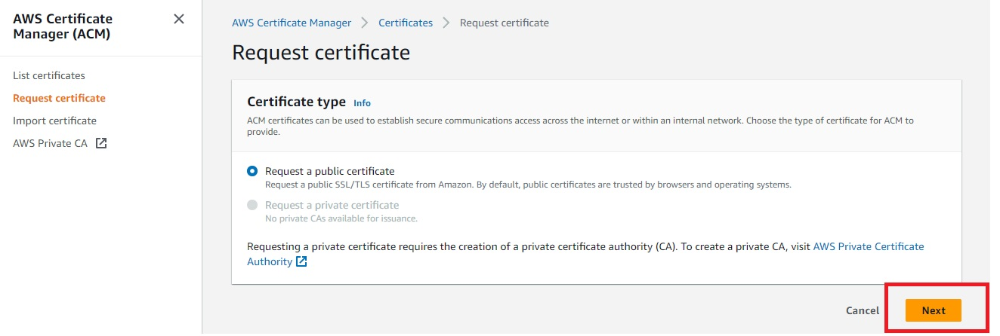 AWS Certificate
Manager (ACM)
List certificates
Request certificate
Import certificate
AWS Private CA
AWS Certificate Manager > Certificates > Request certificate
Request certificate
Certificate type Info
ACM certificates can be used to establish secure communications access across the internet or within an internal network. Choose the type of certificate for ACM to
provide.
Request a public certificate
Request a public SSL/TLS certificate from Amazon. By default, public certificates are trusted by browsers and operating systems.
Request a private certificate
No private CAs available for issuance.
Requesting a private certificate requires the creation of a private certificate authority (CA). To create a private CA, visit AWS Private Certificate
Authority
Cancel Next